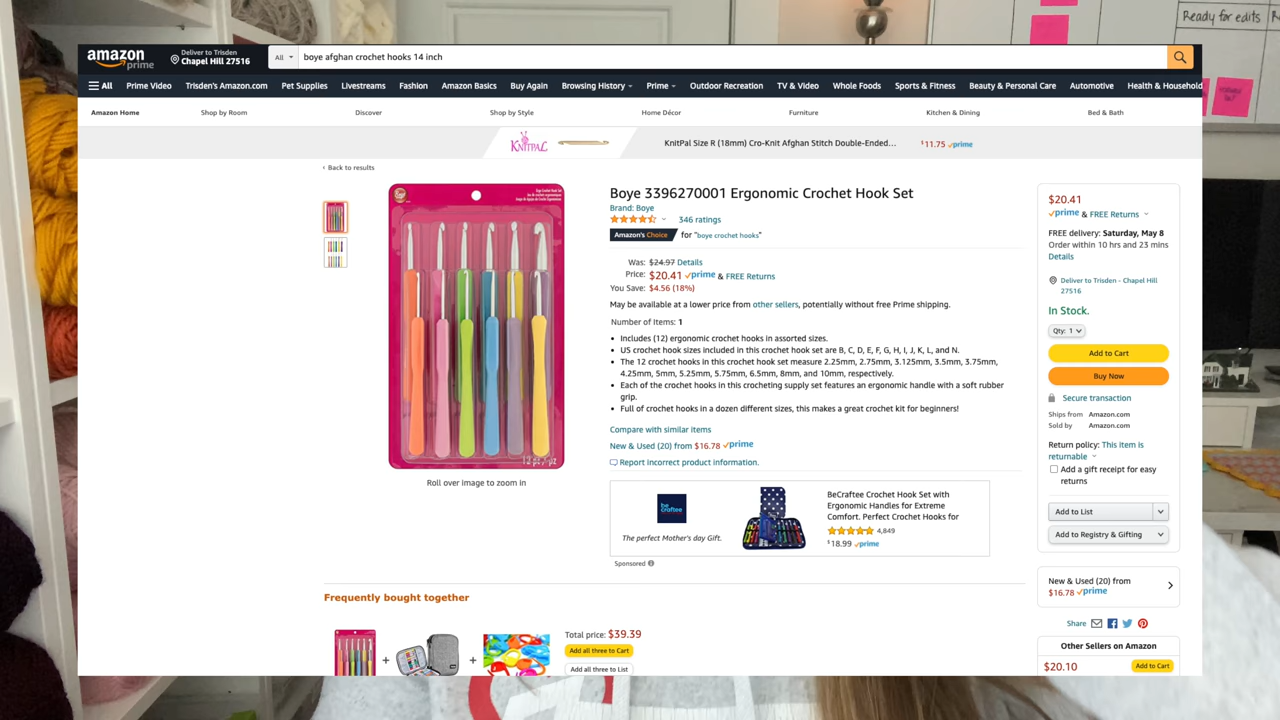 Ready for edits
R
amazon
prime
Deliver to Trisden
Chapel Hill 27516
All
boye afghan crochet hooks 14 inch
All
Prime Video
Trisden's Amazon.com
Pet Supplies
Livestreams
Fashion
Amazon Basics
Buy Again
Browsing History
Prime
Outdoor Recreation
TV & Video
Whole Foods
Sports & Fitness
Beauty & Personal Care
Automotive
Health & Household
Amazon Home
Shop by Room
Discover
Shop by Style
Home Décor
Furniture
Kitchen & Dining
Bed & Bath
KNITPAL
KnitPal Size R (18mm) Cro-Knit Afghan Stitch Double-Ended...
$11.75 prime
‹ Back to results
Boye 3396270001 Ergonomic Crochet Hook Set
Brand: Boye
346 ratings
Amazon's Choice for "boye crochet hooks"
Was: $24.97 Details
Price: $20.41 prime & FREE Returns
You Save: $4.56 (18%)
May be available at a lower price from other sellers, potentially without free Prime shipping.
Number of Items: 1
• Includes (12) ergonomic crochet hooks in assorted sizes.
• US crochet hook sizes included in this crochet hook set are B, C, D, E, F, G, H, I, J, K, L, and N.
• The 12 crochet hooks in this crochet hook set measure 2.25mm, 2.75mm, 3.125mm, 3.5mm, 3.75mm,
4.25mm, 5mm, 5.25mm, 5.75mm, 6.5mm, 8mm, and 10mm, respectively.
• Each of the crochet hooks in this crocheting supply set features an ergonomic handle with a soft rubber
grip.
• Full of crochet hooks in a dozen different sizes, this makes a great crochet kit for beginners!
Compare with similar items
New & Used (20) from $16.78 prime
Report incorrect product information.
Roll over image to zoom in
be
craftee
The perfect Mother's day Gift.
BeCraftee Crochet Hook Set with
Ergonomic Handles for Extreme
Comfort. Perfect Crochet Hooks for
4,849
$18.99 prime
Sponsored
Frequently bought together
Total price: $39.39
Add all three to Cart
Add all three to List
$20.41
prime & FREE Returns
FREE delivery: Saturday, May 8
Order within 10 hrs and 23 mins
Details
Deliver to Trisden - Chapel Hill
27516
In Stock.
Qty: 1
Add to Cart
Buy Now
Secure transaction
Ships from Amazon.com
Sold by Amazon.com
Return policy: This item is
returnable
Add a gift receipt for easy
returns
Add to List
Add to Registry & Gifting
New & Used (20) from
$16.78 prime
Share
Other Sellers on Amazon
$20.10
Add to Cart